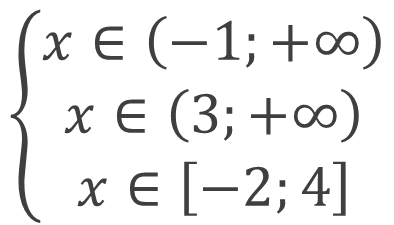 x ∈ (−1; +∞)
x ∈ (3; +∞)
x ∈ [−2; 4]